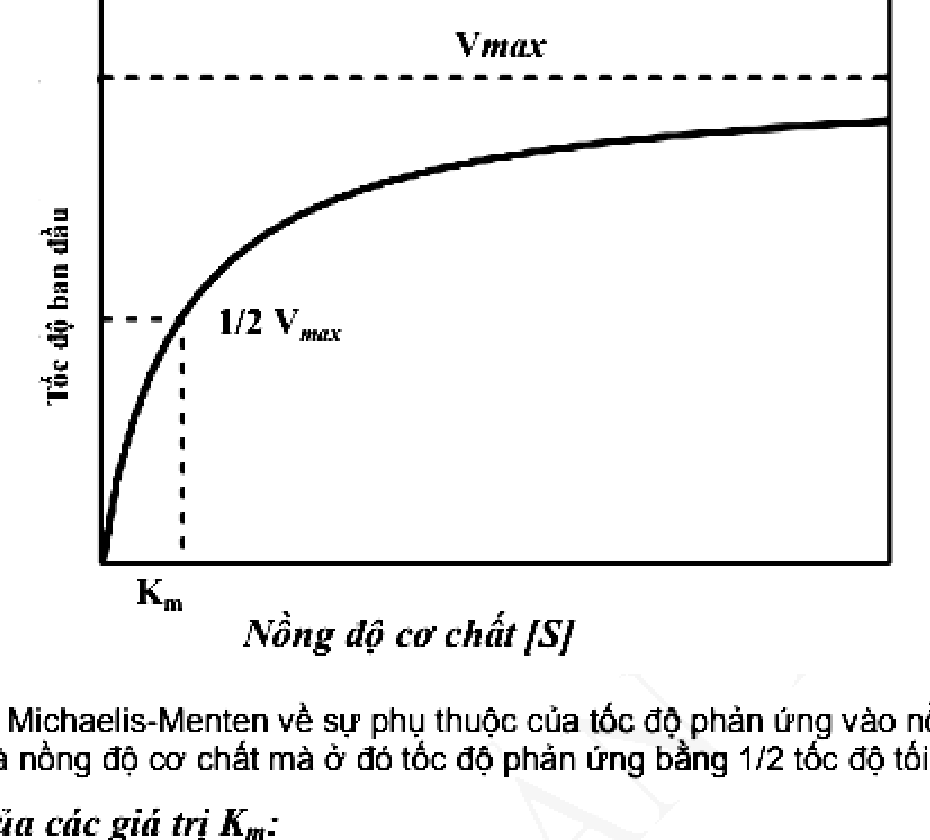 Vmax
Tốc độ ban đầu
1/2 Vmax
Km
Nồng độ cơ chất [S]
Michaelis-Menten về sự phụ thuộc của tốc độ phản ứng vào
nồng độ cơ chất mà ở đó tốc độ phản ứng bằng 1/2 tốc độ tối
các giá trị Km: